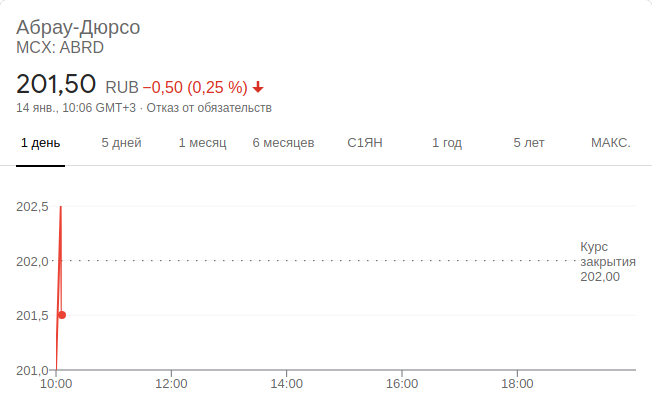 Абрау-Дюрсо
MCX: ABRD
201,50 RUB −0,50 (0,25 %)
14 янв., 10:06 GMT+3 · Отказ от обязательств
1 день 5 дней 1 месяц 6 месяцев С1ЯН 1 год 5 лет МАКС.
202,5
202,0
201,5
201,0
Курс
закрытия
202,00
10:00 12:00 14:00 16:00 18:00